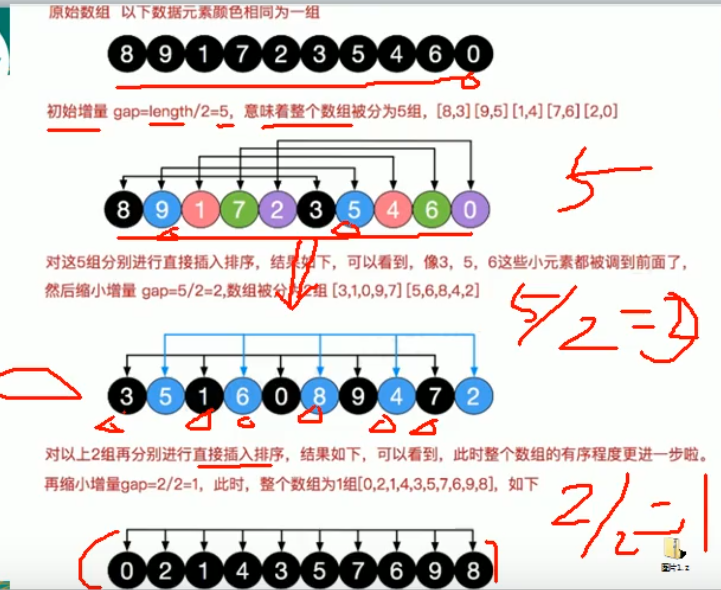 原始数组 以下数据元素颜色相同为一组
8 9 1 7 2 3 5 4 6 0
初始增量 gap=length/2=5，意味着整个数组被分为5组，[8,3][9,5][1,4][7,6][2,0]
8 9 1 7 2 3 5 4 6 0
5
对这5组分别进行直接插入排序，结果如下，可以看到，像3，5，6这些小元素都被调到前面了，
然后缩小增量 gap=5/2=2,数组被分为2组 [3,1,0,9,7] [5,6,8,4,2]
5/2=
3 5 1 6 0 8 9 4 7 2
对以上2组再分别进行直接插入排序，结果如下，可以看到，此时整个数组的有序程度更进一步啦。
再缩小增量gap=2/2=1，此时，整个数组为1组[0,2,1,4,3,5,7,6,9,8]，如下
2/2=1
图片1.z
0 2 1 4 3 5 7 6 9 8